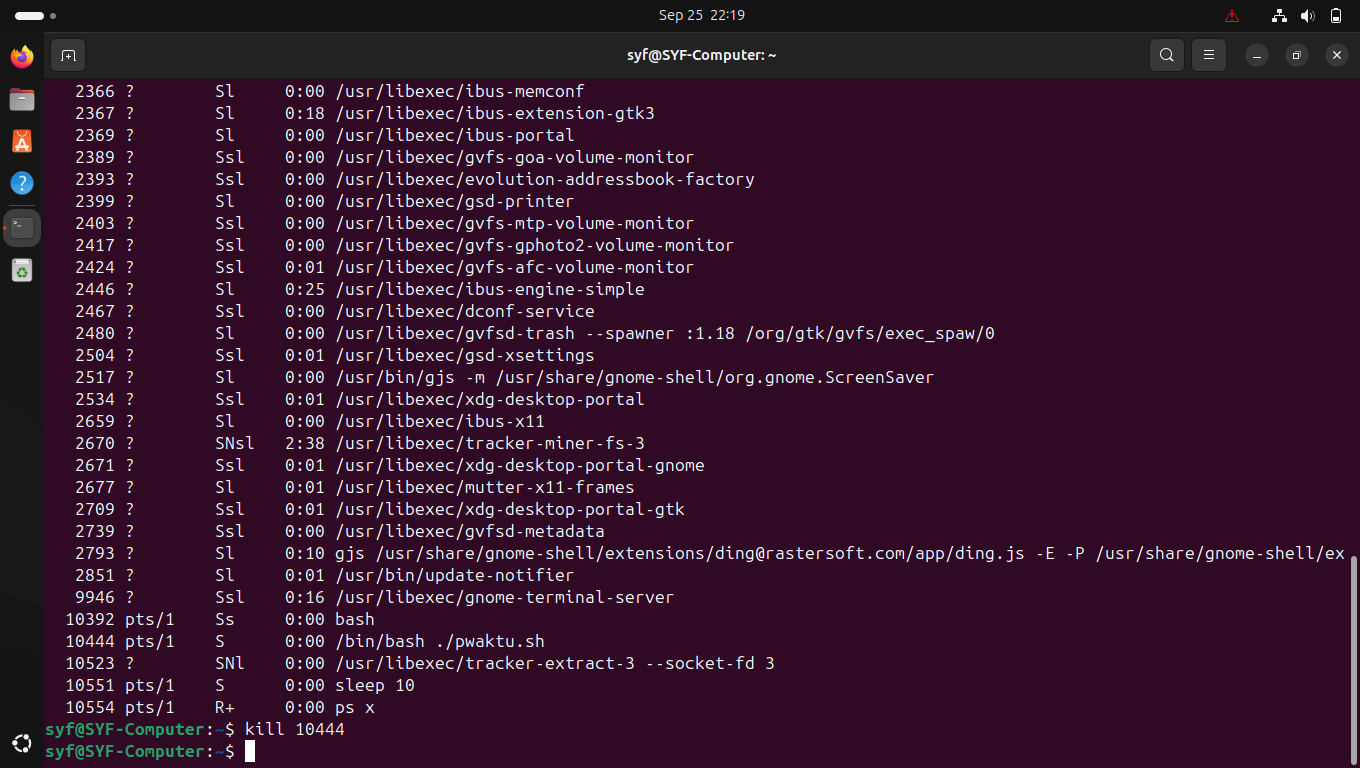 Sep 25 22:19
syf@SYF-Computer: ~
2366 ? Sl 0:00 /usr/libexec/ibus-memconf
2367 ? Sl 0:18 /usr/libexec/ibus-extension-gtk3
2369 ? Sl 0:00 /usr/libexec/ibus-portal
2389 ? Ssl 0:00 /usr/libexec/gvfs-goa-volume-monitor
2393 ? Ssl 0:00 /usr/libexec/evolution-addressbook-factory
2399 ? Sl 0:00 /usr/libexec/gsd-printer
2403 ? Ssl 0:00 /usr/libexec/gvfs-mtp-volume-monitor
2417 ? Ssl 0:00 /usr/libexec/gvfs-gphoto2-volume-monitor
2424 ? Ssl 0:01 /usr/libexec/gvfs-afc-volume-monitor
2446 ? Sl 0:25 /usr/libexec/ibus-engine-simple
2467 ? Ssl 0:00 /usr/libexec/dconf-service
2480 ? Sl 0:00 /usr/libexec/gvfsd-trash --spawner :1.18 /org/gtk/gvfs/exec_spaw/0
2504 ? Ssl 0:01 /usr/libexec/gsd-xsettings
2517 ? Sl 0:00 /usr/bin/gjs -m /usr/share/gnome-shell/org.gnome.ScreenSaver
2534 ? Ssl 0:01 /usr/libexec/xdg-desktop-portal
2659 ? Sl 0:00 /usr/libexec/ibus-x11
2670 ? SNsl 2:38 /usr/libexec/tracker-miner-fs-3
2671 ? Ssl 0:01 /usr/libexec/xdg-desktop-portal-gnome
2677 ? Sl 0:01 /usr/libexec/mutter-x11-frames
2709 ? Ssl 0:01 /usr/libexec/xdg-desktop-portal-gtk
2739 ? Ssl 0:00 /usr/libexec/gvfsd-metadata
2793 ? Sl 0:10 gjs /usr/share/gnome-shell/extensions/ding@rastersoft.com/app/ding.js -E -P /usr/share/gnome-shell/ex
2851 ? Sl 0:01 /usr/bin/update-notifier
9946 ? Ssl 0:16 /usr/libexec/gnome-terminal-server
10392 pts/1 Ss 0:00 bash
10444 pts/1 S 0:00 /bin/bash ./pwaktu.sh
10523 ? SNl 0:00 /usr/libexec/tracker-extract-3 --socket-fd 3
10551 pts/1 S 0:00 sleep 10
10554 pts/1 R+ 0:00 ps x
syf@SYF-Computer:~$ kill 10444
syf@SYF-Computer:~$